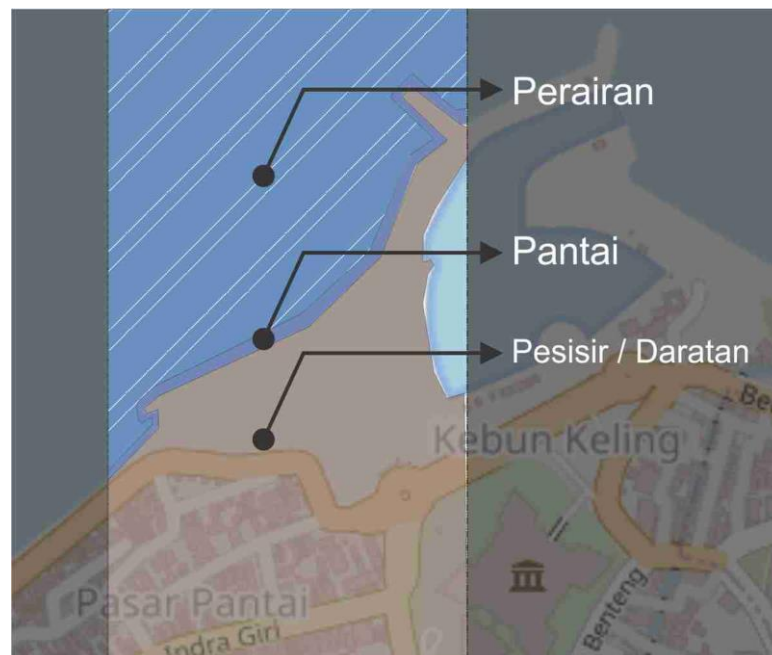 Perairan
Pantai
Pesisir / Daratan
Kebun Keling
Pasar Pantai
Indra Giri
Benteng